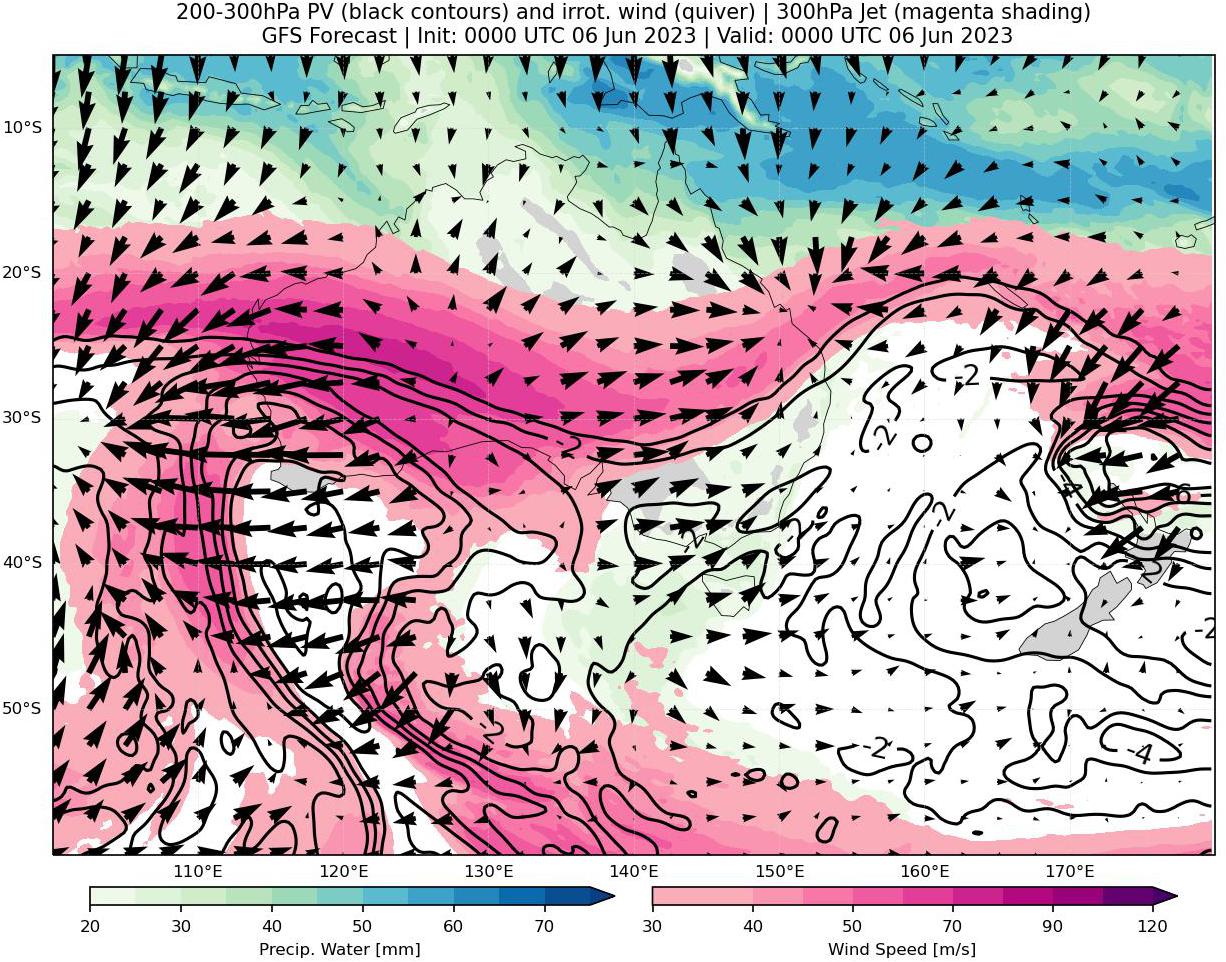 200-300hPa PV (black contours) and irrot. wind (quiver) | 300hPa Jet (magenta shading)
GFS Forecast | Init: 0000 UTC 06 Jun 2023 | Valid: 0000 UTC 06 Jun 2023
10°S
20°S
-2
30°S
-2
-2
-2
40°S
-2
50°S
-2
-2
-4
110°E 120°E 130°E 140°E 150°E 160°E 170°E
20 30 40 50 60 70
30 40 50 70 90 120
Precip. Water [mm]
Wind Speed [m/s]